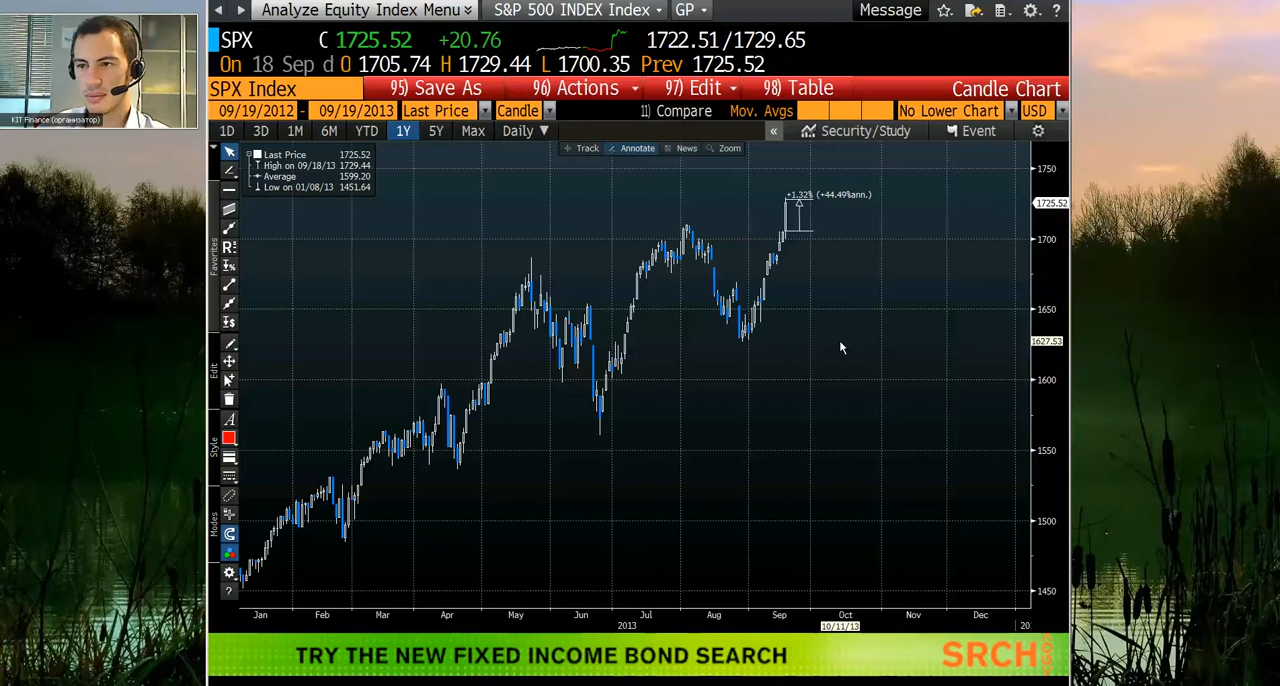 Analyze Equity Index Menu
S&P 500 INDEX Index
GP
Message
?
SPX
C 1725.52 +20.76
1722.51/1729.65
On 18 Sep d O 1705.74 H 1729.44 L 1700.35 Prev 1725.52
SPX Index
95) Save As
96) Actions
97) Edit
98) Table
Candle Chart
09/19/2012 - 09/19/2013
Last Price
Candle
11) Compare
Mov. Avgs
No Lower Chart
USD
1D 3D 1M 6M YTD 1Y 5Y Max Daily ▼
«
Security/Study
Event
Track
Annotate
News
Zoom
KIT Finance (организатор)
Last Price 1725.52
High on 09/18/13 1729.44
Average 1599.20
Low on 01/08/13 1451.64
+1.32% (+44.49%ann.)
Favorites
Edit
Style
Modes
A
?
1750
1725.52
1700
1650
1627.53
1600
1550
1500
1450
Jan Feb Mar Apr May Jun Jul Aug Sep Oct Nov Dec
2013
10/11/13
20
TRY THE NEW FIXED INCOME BOND SEARCH
SRCH